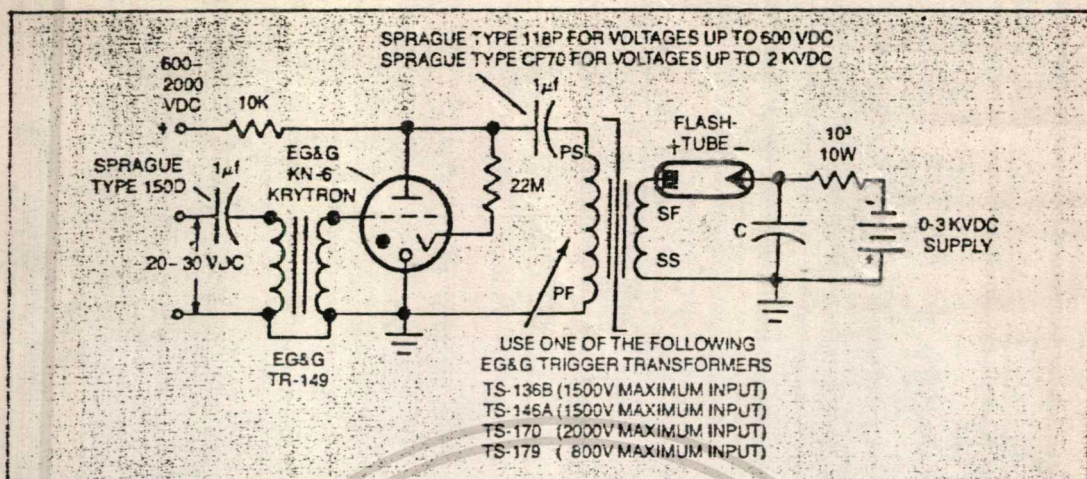 SPRAGUE TYPE 118P FOR VOLTAGES UP TO 600 VDC
SPRAGUE TYPE CF70 FOR VOLTAGES UP TO 2 KVDC
600-
2000
VDC
+
10K
1µf
PS
FLASH-
TUBE
+ -
10³
10W
SPRAGUE
TYPE 150D
1µf
EG&G
KN-6
KRYTRON
22M
SF
C
-
0-3 KVDC
SUPPLY
+
20-30 VDC
SS
PF
EG&G
TR-149
USE ONE OF THE FOLLOWING
EG&G TRIGGER TRANSFORMERS
TS-136B (1500V MAXIMUM INPUT)
TS-146A (1500V MAXIMUM INPUT)
TS-170 (2000V MAXIMUM INPUT)
TS-179 ( 800V MAXIMUM INPUT)